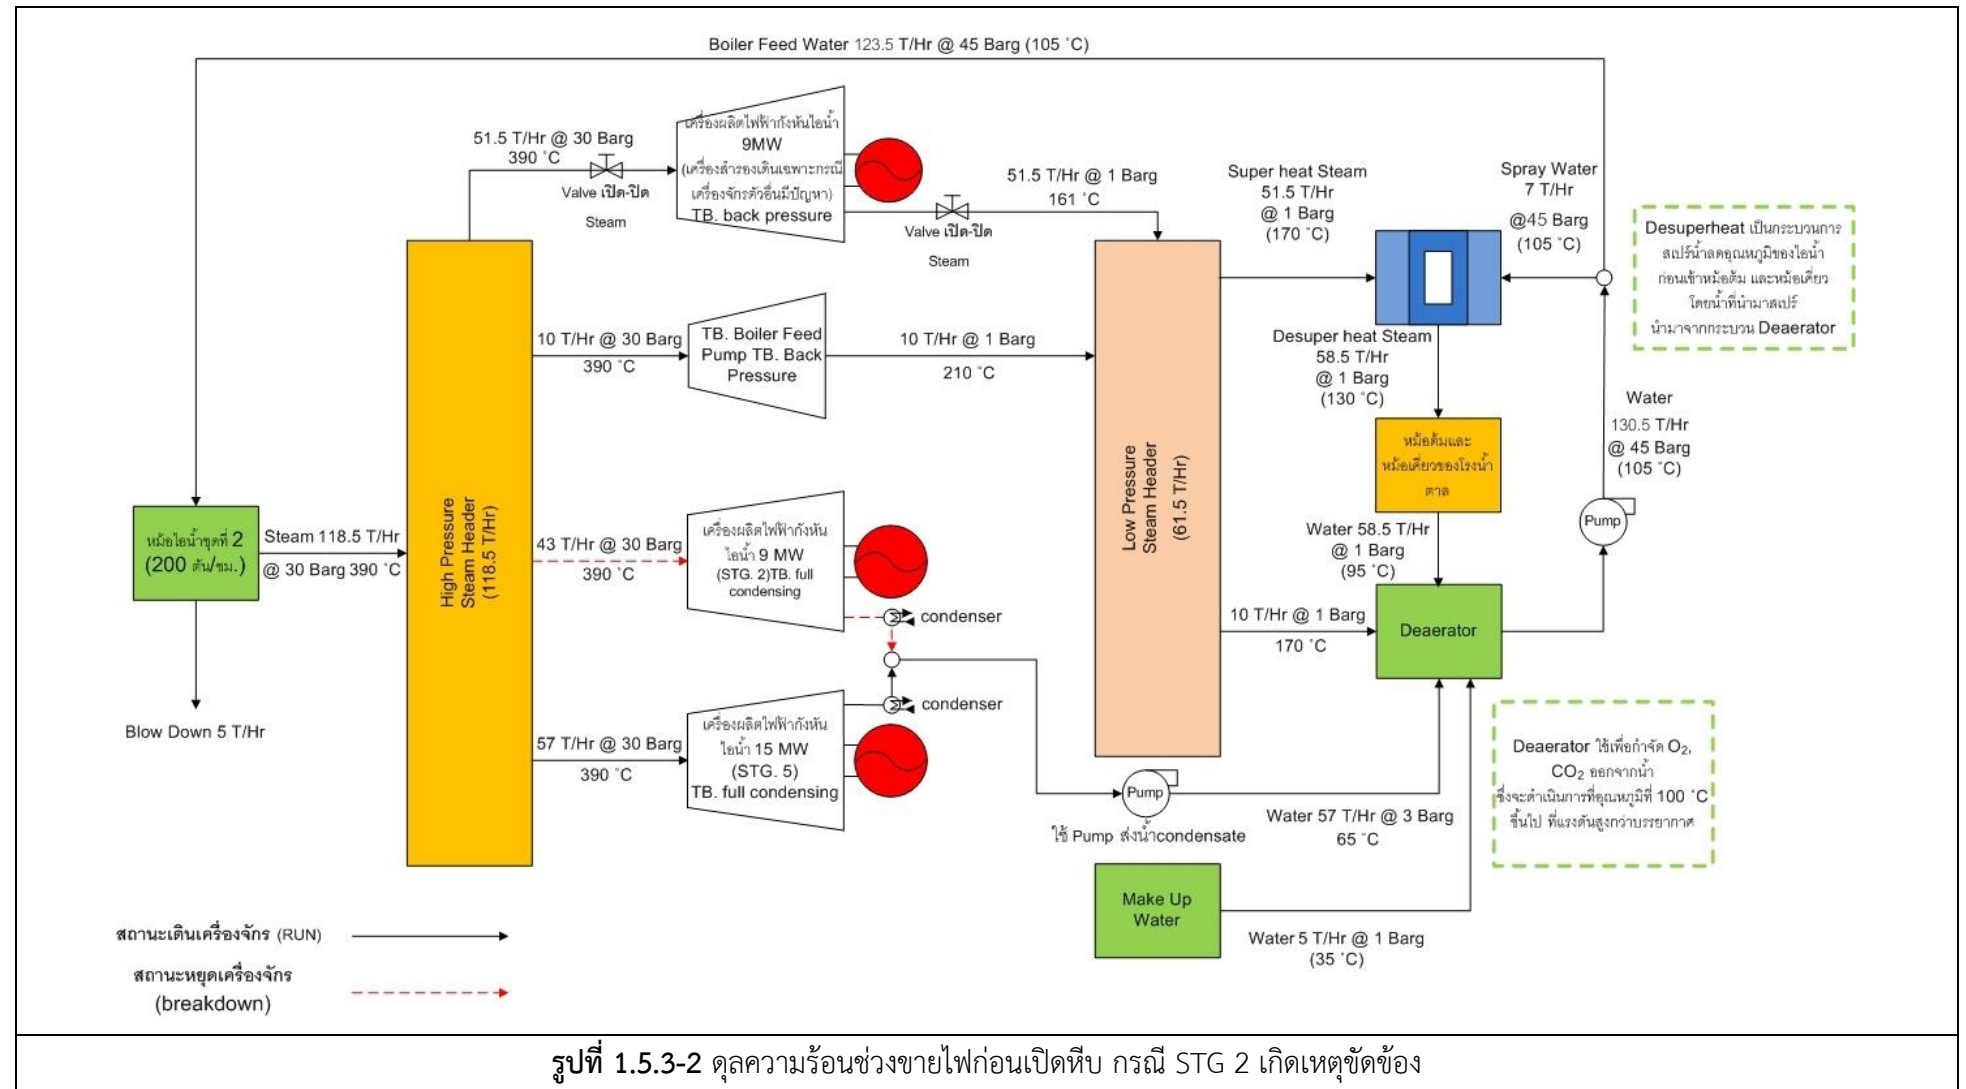 Boiler Feed Water 123.5 T/Hr @ 45 Barg (105 °C)
51.5 T/Hr @ 30 Barg
390 °C
Valve เปิด-ปิด
Steam
เครื่องผลิตไฟฟ้ากังหันไอน้ำ
9MW
(เครื่องสำรองเดินเฉพาะกรณี
เครื่องจักรตัวอื่นมีปัญหา)
TB. back pressure
Valve เปิด-ปิด
Steam
51.5 T/Hr @ 1 Barg
161 °C
Super heat Steam
51.5 T/Hr
@ 1 Barg
(170 °C)
Spray Water
7 T/Hr
@45 Barg
(105 °C)
Desuperheat เป็นกระบวนการ
สเปร์น้ำลดอุณหภูมิของไอน้ำ
ก่อนเข้าหม้อต้ม และหม้อเคี่ยว
โดยน้ำที่นำมาสเปร์
นำมาจากกระบวน Deaerator
10 T/Hr @ 30 Barg
390 °C
TB. Boiler Feed
Pump TB. Back
Pressure
10 T/Hr @ 1 Barg
210 °C
Desuper heat Steam
58.5 T/Hr
@ 1 Barg
(130 °C)
Water
130.5 T/Hr
@ 45 Barg
(105 °C)
หม้อต้มและ
หม้อเคี่ยวของโรงน้ำ
ตาล
Low Pressure
Steam Header
(61.5 T/Hr)
Pump
หม้อไอน้ำชุดที่ 2
(200 ตัน/ชม.)
Steam 118.5 T/Hr
@ 30 Barg 390 °C
High Pressure
Steam Header
(118.5 T/Hr)
43 T/Hr @ 30 Barg
390 °C
เครื่องผลิตไฟฟ้ากังหัน
ไอน้ำ 9 MW
(STG. 2)TB. full
condensing
condenser
Water 58.5 T/Hr
@ 1 Barg
(95 °C)
10 T/Hr @ 1 Barg
170 °C
Deaerator
Blow Down 5 T/Hr
57 T/Hr @ 30 Barg
390 °C
เครื่องผลิตไฟฟ้ากังหัน
ไอน้ำ 15 MW
(STG. 5)
TB. full condensing
condenser
Pump
ใช้ Pump ส่งน้ำcondensate
Water 57 T/Hr @ 3 Barg
65 °C
Deaerator ใช้เพื่อกำจัด O2,
CO2 ออกจากน้ำ
ซึ่งจะดำเนินการที่อุณหภูมิที่ 100 °C
ขึ้นไป ที่แรงดันสูงกว่าบรรยากาศ
Make Up
Water
Water 5 T/Hr @ 1 Barg
(35 °C)
สถานะเดินเครื่องจักร (RUN)
สถานะหยุดเครื่องจักร
(breakdown)
รูปที่ 1.5.3-2 ดุลความร้อนช่วงขายไฟก่อนเปิดหีบ กรณี STG 2 เกิดเหตุขัดข้อง